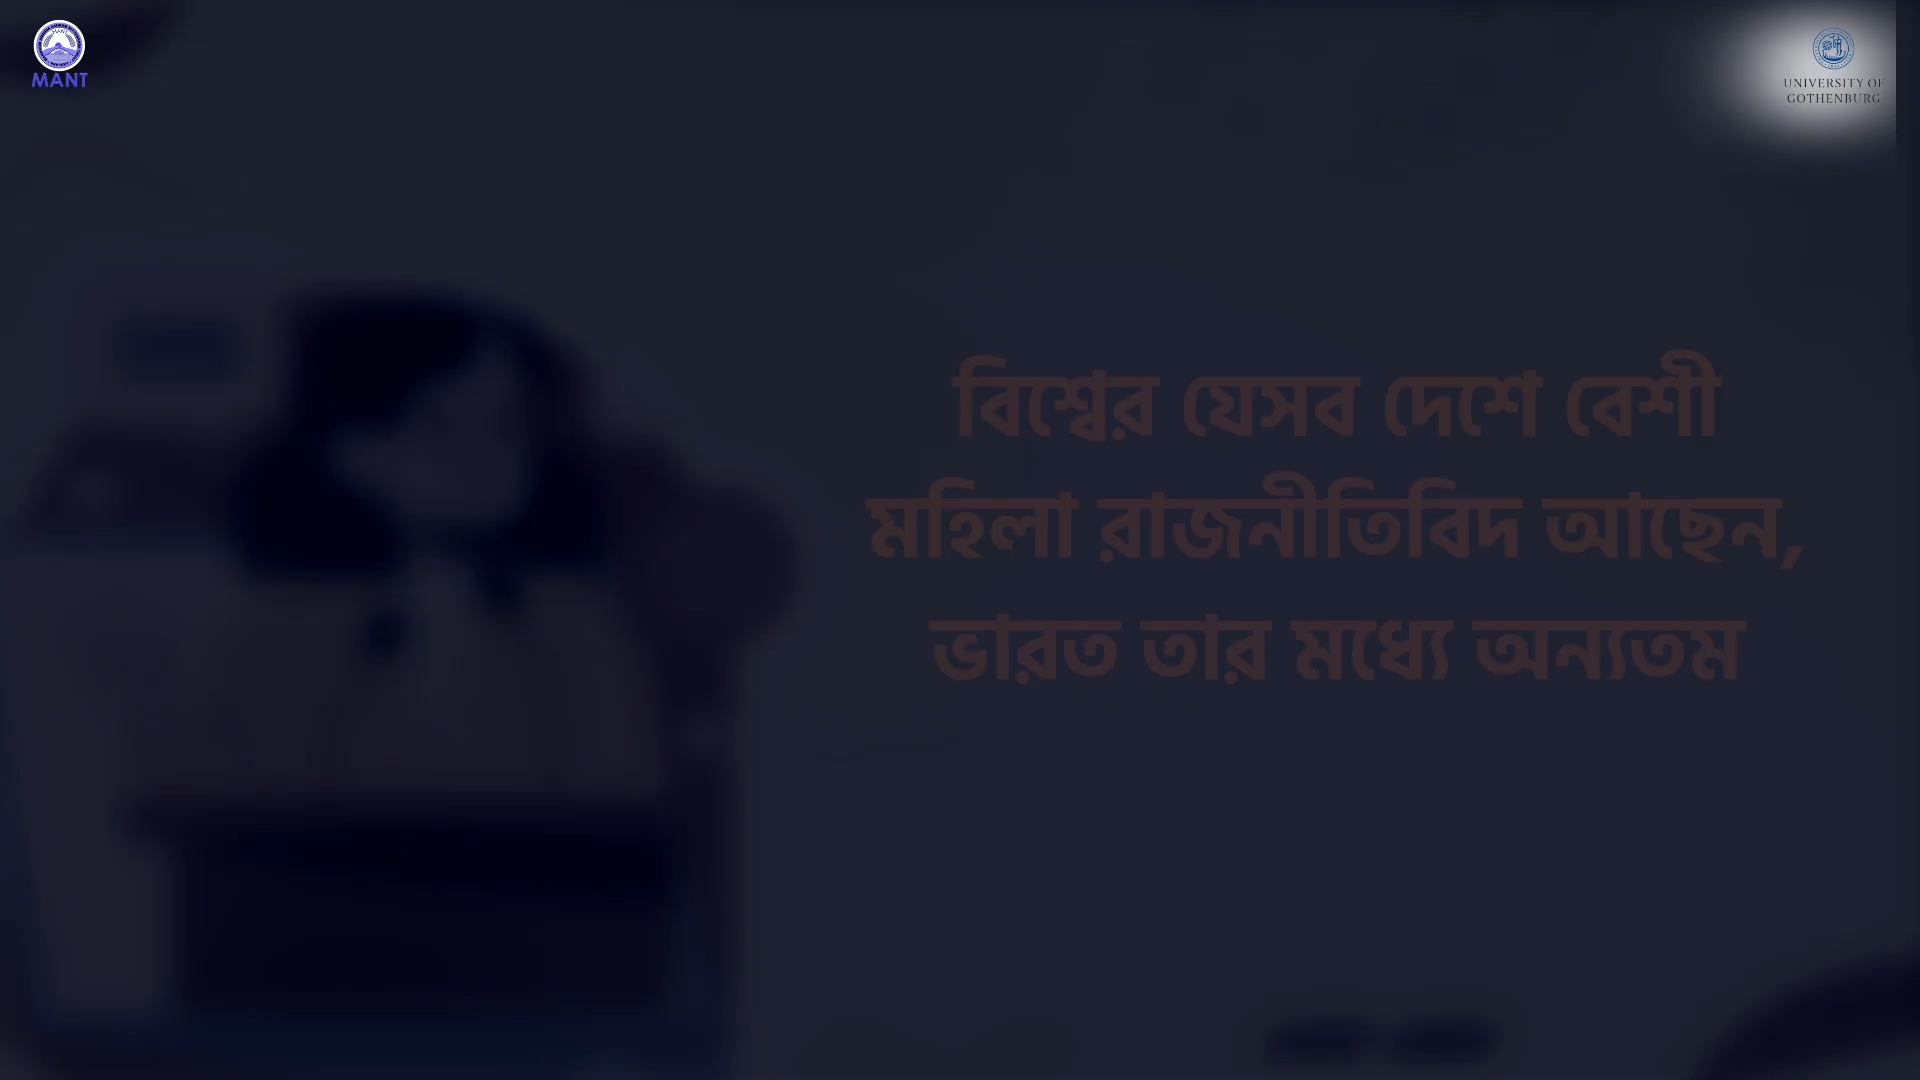 MANT
UNIVERSITY OF
GOTHENBURG
বিশ্বের যেসব দেশে বেশী
মহিলা রাজনীতিবিদ আছেন,
ভারত তার মধ্যে অন্যতম